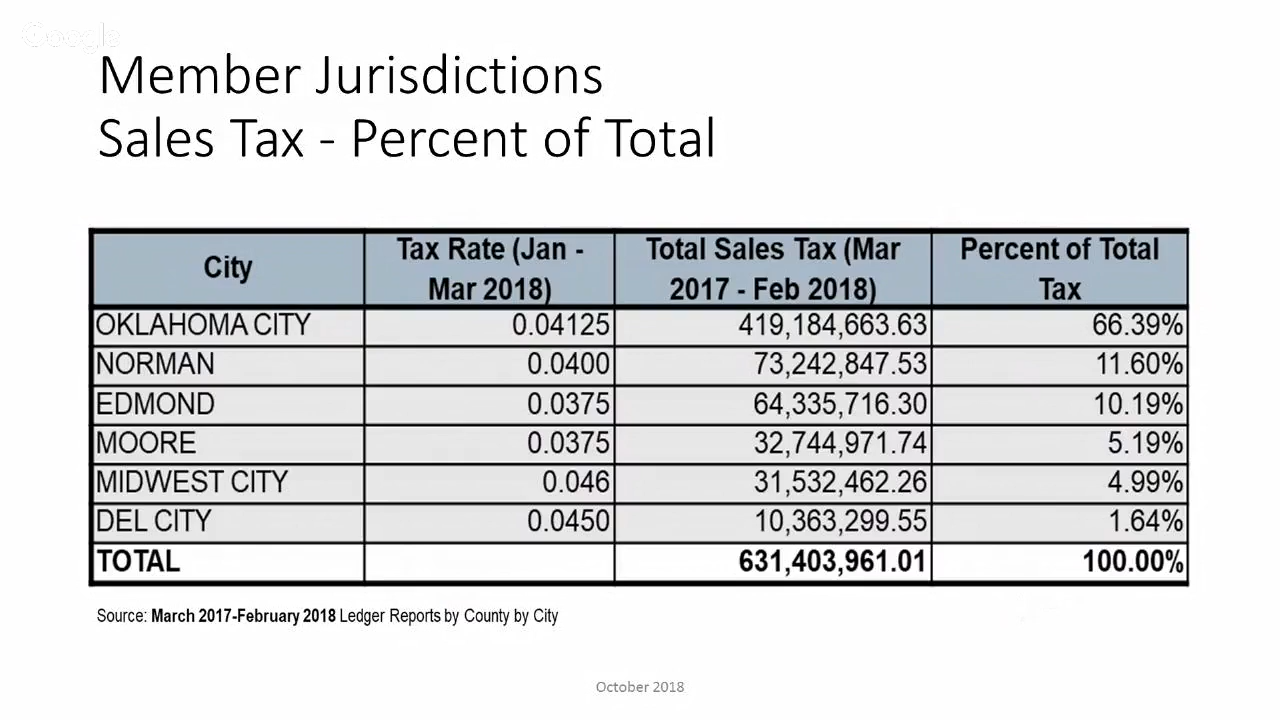 Google
Member Jurisdictions
Sales Tax - Percent of Total
City Tax Rate (Jan - Mar 2018) Total Sales Tax (Mar 2017 - Feb 2018) Percent of Total Tax
OKLAHOMA CITY 0.04125 419,184,663.63 66.39%
NORMAN 0.0400 73,242,847.53 11.60%
EDMOND 0.0375 64,335,716.30 10.19%
MOORE 0.0375 32,744,971.74 5.19%
MIDWEST CITY 0.046 31,532,462.26 4.99%
DEL CITY 0.0450 10,363,299.55 1.64%
TOTAL 631,403,961.01 100.00%
Source: March 2017-February 2018 Ledger Reports by County by City
October 2018